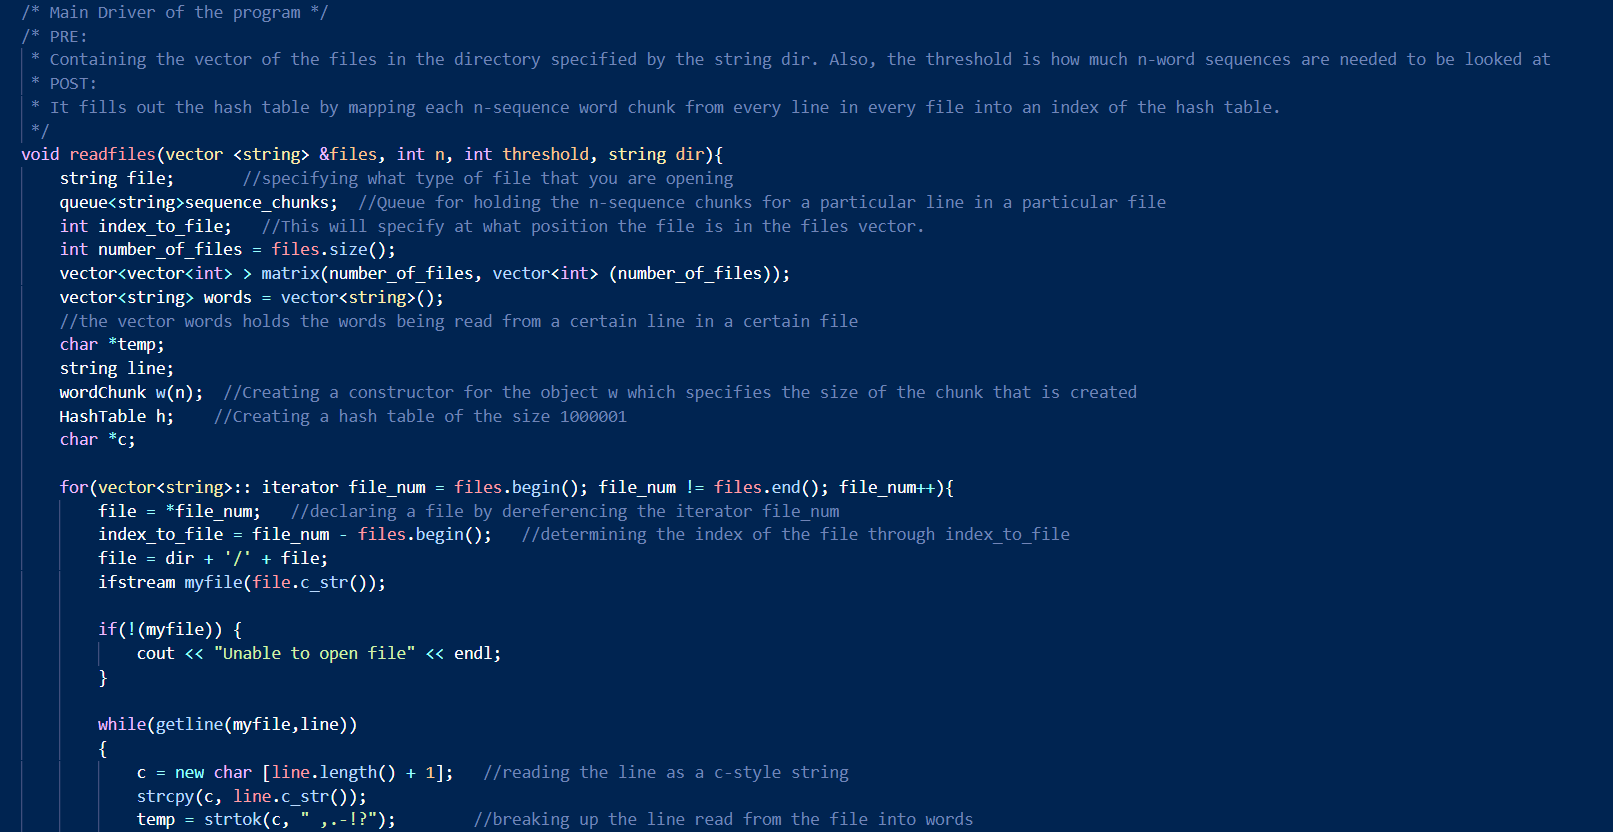 /* Main Driver of the program */
/* PRE:
 * Containing the vector of the files in the directory specified by the string dir. Also, the threshold is how much n-word sequences are needed to be looked at
 * POST:
 * It fills out the hash table by mapping each n-sequence word chunk from every line in every file into an index of the hash table.
 */
void readfiles(vector <string> &files, int n, int threshold, string dir){
    string file;       //specifying what type of file that you are opening
    queue<string>sequence_chunks;  //Queue for holding the n-sequence chunks for a particular line in a particular file
    int index_to_file;   //This will specify at what position the file is in the files vector.
    int number_of_files = files.size();
    vector<vector<int> > matrix(number_of_files, vector<int> (number_of_files));
    vector<string> words = vector<string>();
    //the vector words holds the words being read from a certain line in a certain file
    char *temp;
    string line;
    wordChunk w(n);  //Creating a constructor for the object w which specifies the size of the chunk that is created
    HashTable h;    //Creating a hash table of the size 1000001
    char *c;

    for(vector<string>:: iterator file_num = files.begin(); file_num != files.end(); file_num++){
        file = *file_num;   //declaring a file by dereferencing the iterator file_num
        index_to_file = file_num - files.begin();   //determining the index of the file through index_to_file
        file = dir + '/' + file;
        ifstream myfile(file.c_str());

        if(!(myfile)) {
            cout << "Unable to open file" << endl;
        }

        while(getline(myfile,line))
        {
            c = new char [line.length() + 1];   //reading the line as a c-style string
            strcpy(c, line.c_str());
            temp = strtok(c, " ,.-!?");        //breaking up the line read from the file into words